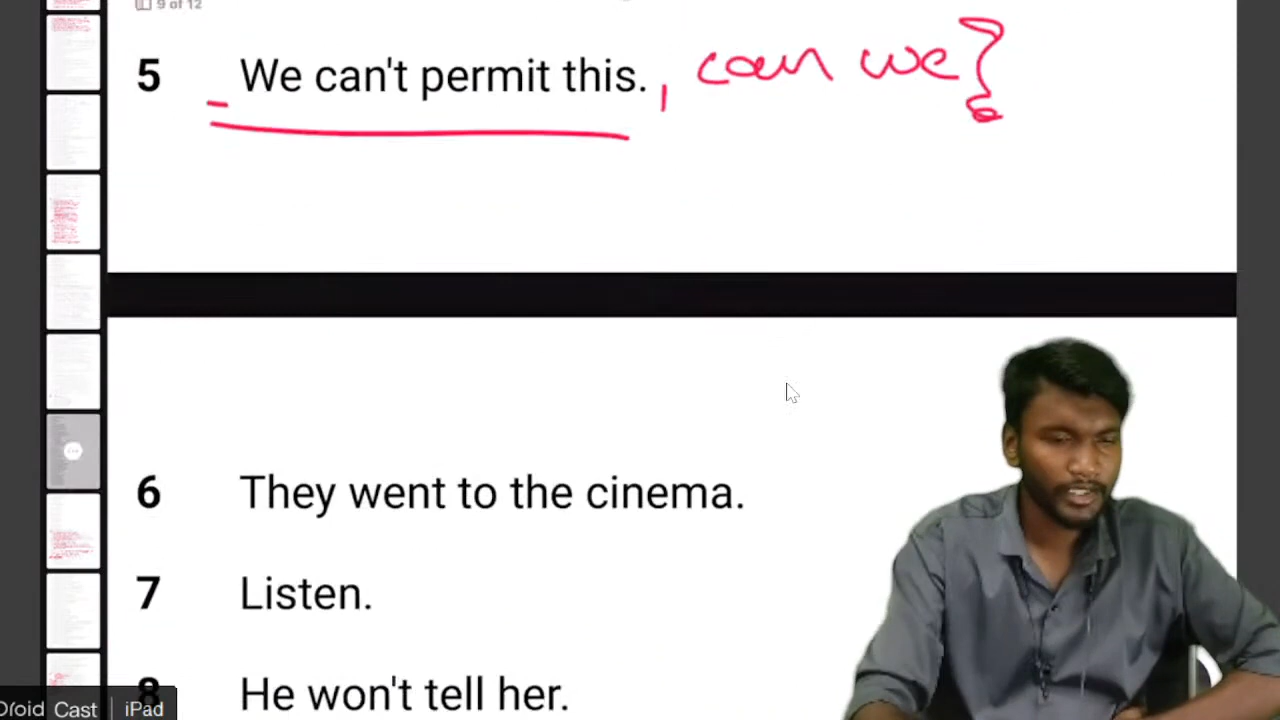 9 of 12
5 We can't permit this. , can we?
6 They went to the cinema.
7 Listen.
8 He won't tell her.
Droid Cast | iPad